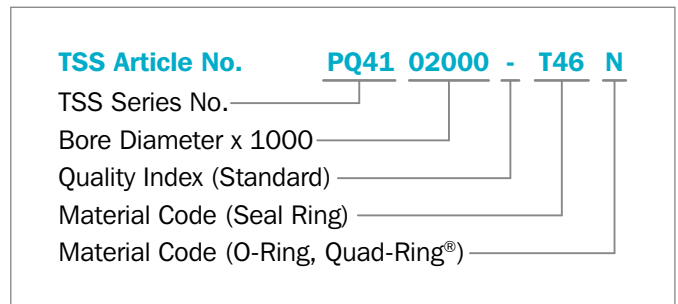 TSS Article No. PQ41 02000 - T46 N
TSS Series No.
Bore Diameter x 1000
Quality Index (Standard)
Material Code (Seal Ring)
Material Code (O-Ring, Quad-Ring®)